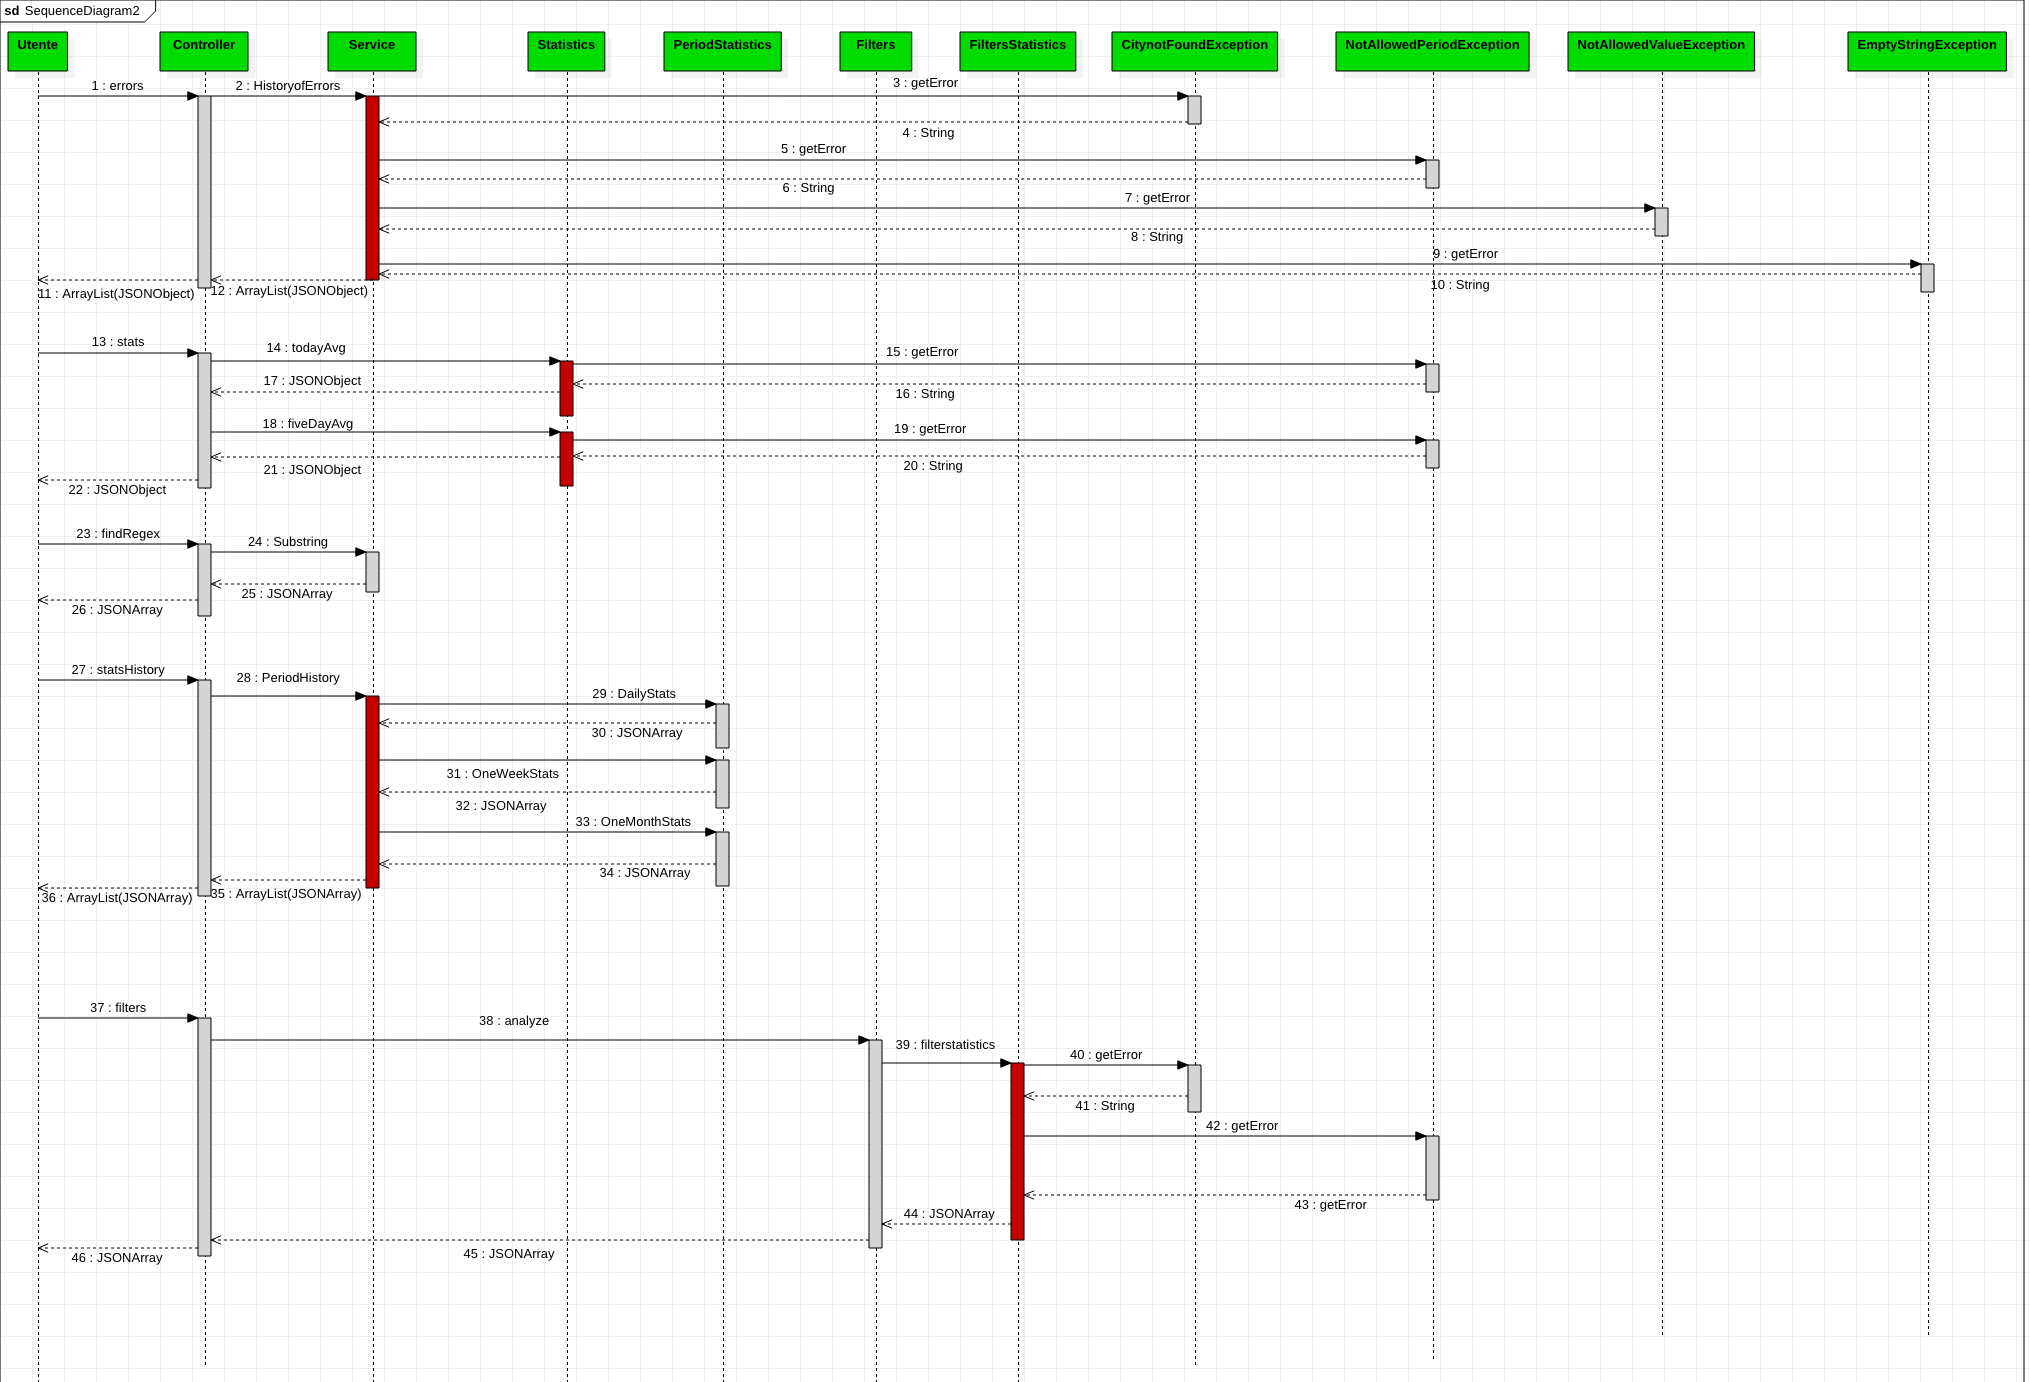 sd SequenceDiagram2
Utente
Controller
Service
Statistics
PeriodStatistics
Filters
FiltersStatistics
CitynotFoundException
NotAllowedPeriodException
NotAllowedValueException
EmptyStringException
1 : errors
2 : HistoryofErrors
3 : getError
4 : String
5 : getError
6 : String
7 : getError
8 : String
9 : getError
10 : String
11 : ArrayList(JSONObject)
12 : ArrayList(JSONObject)
13 : stats
14 : todayAvg
15 : getError
16 : String
17 : JSONObject
18 : fiveDayAvg
19 : getError
20 : String
21 : JSONObject
22 : JSONObject
23 : findRegex
24 : Substring
25 : JSONArray
26 : JSONArray
27 : statsHistory
28 : PeriodHistory
29 : DailyStats
30 : JSONArray
31 : OneWeekStats
32 : JSONArray
33 : OneMonthStats
34 : JSONArray
35 : ArrayList(JSONArray)
36 : ArrayList(JSONArray)
37 : filters
38 : analyze
39 : filterstatistics
40 : getError
41 : String
42 : getError
43 : getError
44 : JSONArray
45 : JSONArray
46 : JSONArray